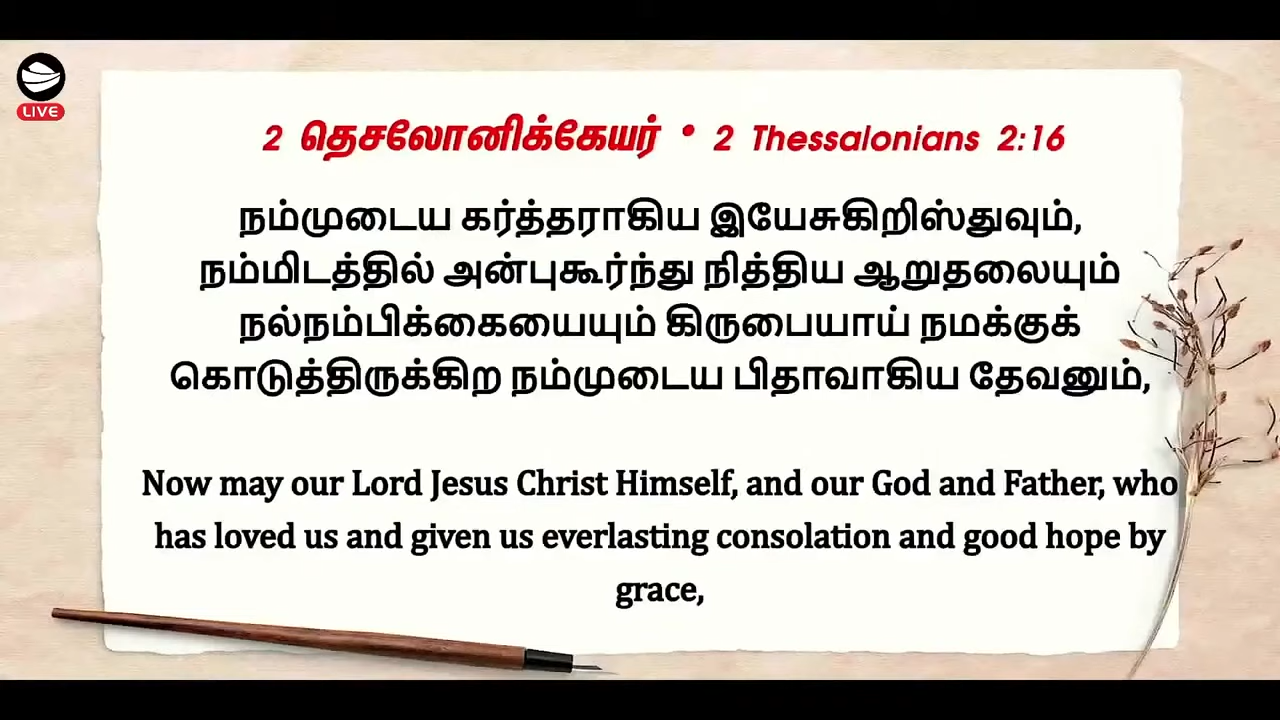 LIVE
2 தெசலோனிக்கேயர் • 2 Thessalonians 2:16
நம்முடைய கர்த்தராகிய இயேசுகிறிஸ்துவும்,
நம்மிடத்தில் அன்புகூர்ந்து நித்திய ஆறுதலையும்
நல்நம்பிக்கையையும் கிருபையாய் நமக்குக்
கொடுத்திருக்கிற நம்முடைய பிதாவாகிய தேவனும்,
Now may our Lord Jesus Christ Himself, and our God and Father, who
has loved us and given us everlasting consolation and good hope by
grace,